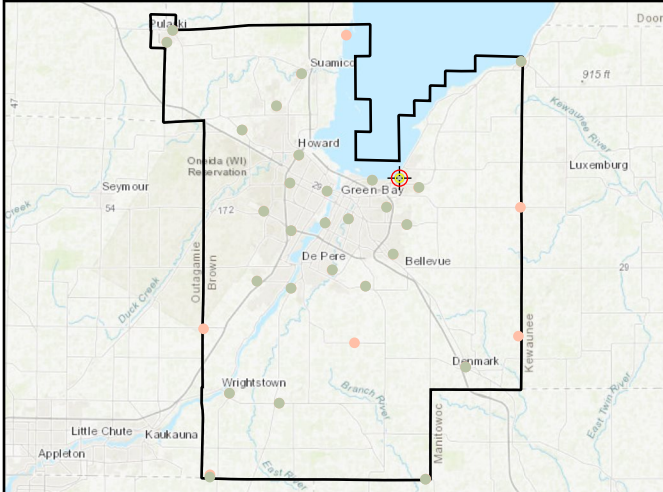 Pulaski
Door
Suamico
915 ft
47
Kewaunee River
Howard
Oneida (WI)
Reservation
Luxemburg
Seymour
29
Green Bay
Creek
54
172
De Pere
Bellevue
29
Outagamie
Brown
Duck Creek
Kewaunee
Denmark
Wrightstown
Branch River
East Twin River
Little Chute
Kaukauna
Manitowoc
Appleton
East River